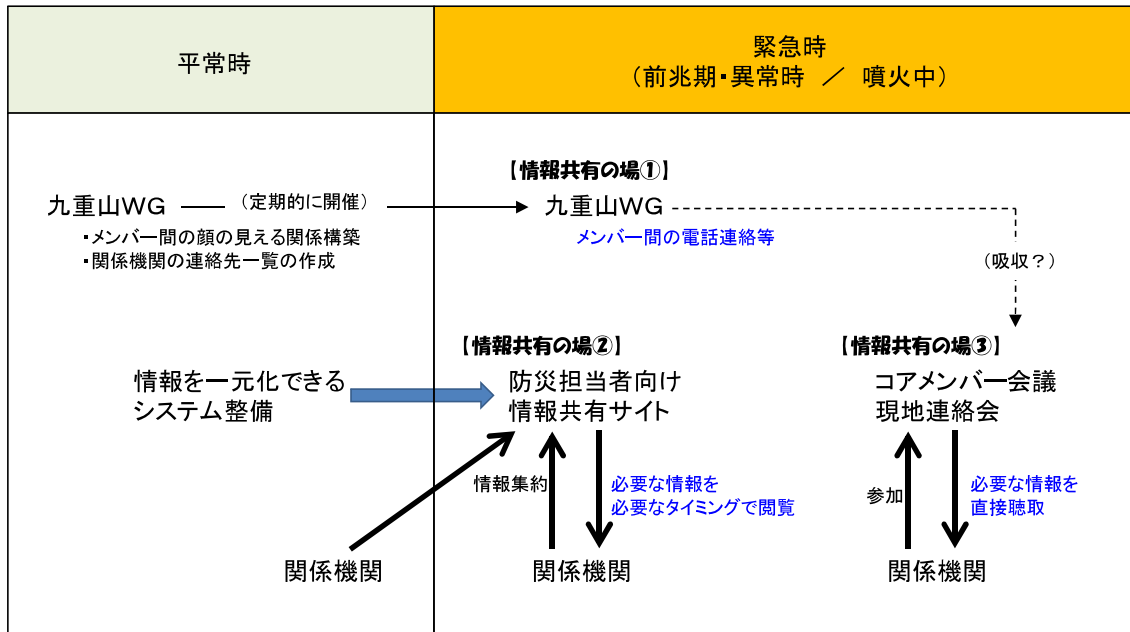 平常時
緊急時
（前兆期・異常時　／　噴火中）
【情報共有の場①】
九重山ＷＧ
（定期的に開催）
九重山ＷＧ
・メンバー間の顔の見える関係構築
・関係機関の連絡先一覧の作成
メンバー間の電話連絡等
（吸収？）
【情報共有の場②】
【情報共有の場③】
情報を一元化できる
システム整備
防災担当者向け
情報共有サイト
コアメンバー会議
現地連絡会
情報集約
必要な情報を
必要なタイミングで閲覧
参加
必要な情報を
直接聴取
関係機関
関係機関
関係機関